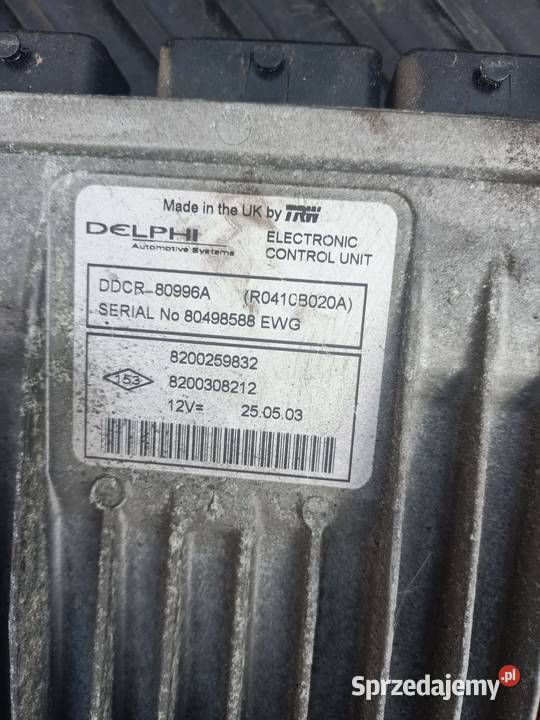 Made in the UK by TRW
DELPHI
Automotive Systems
ELECTRONIC
CONTROL UNIT
DDCR-80996A (R0410B020A)
SERIAL No 80498588 EWG
8200259832
153
8200308212
12V= 25.05.03
Sprzedajemy.pl